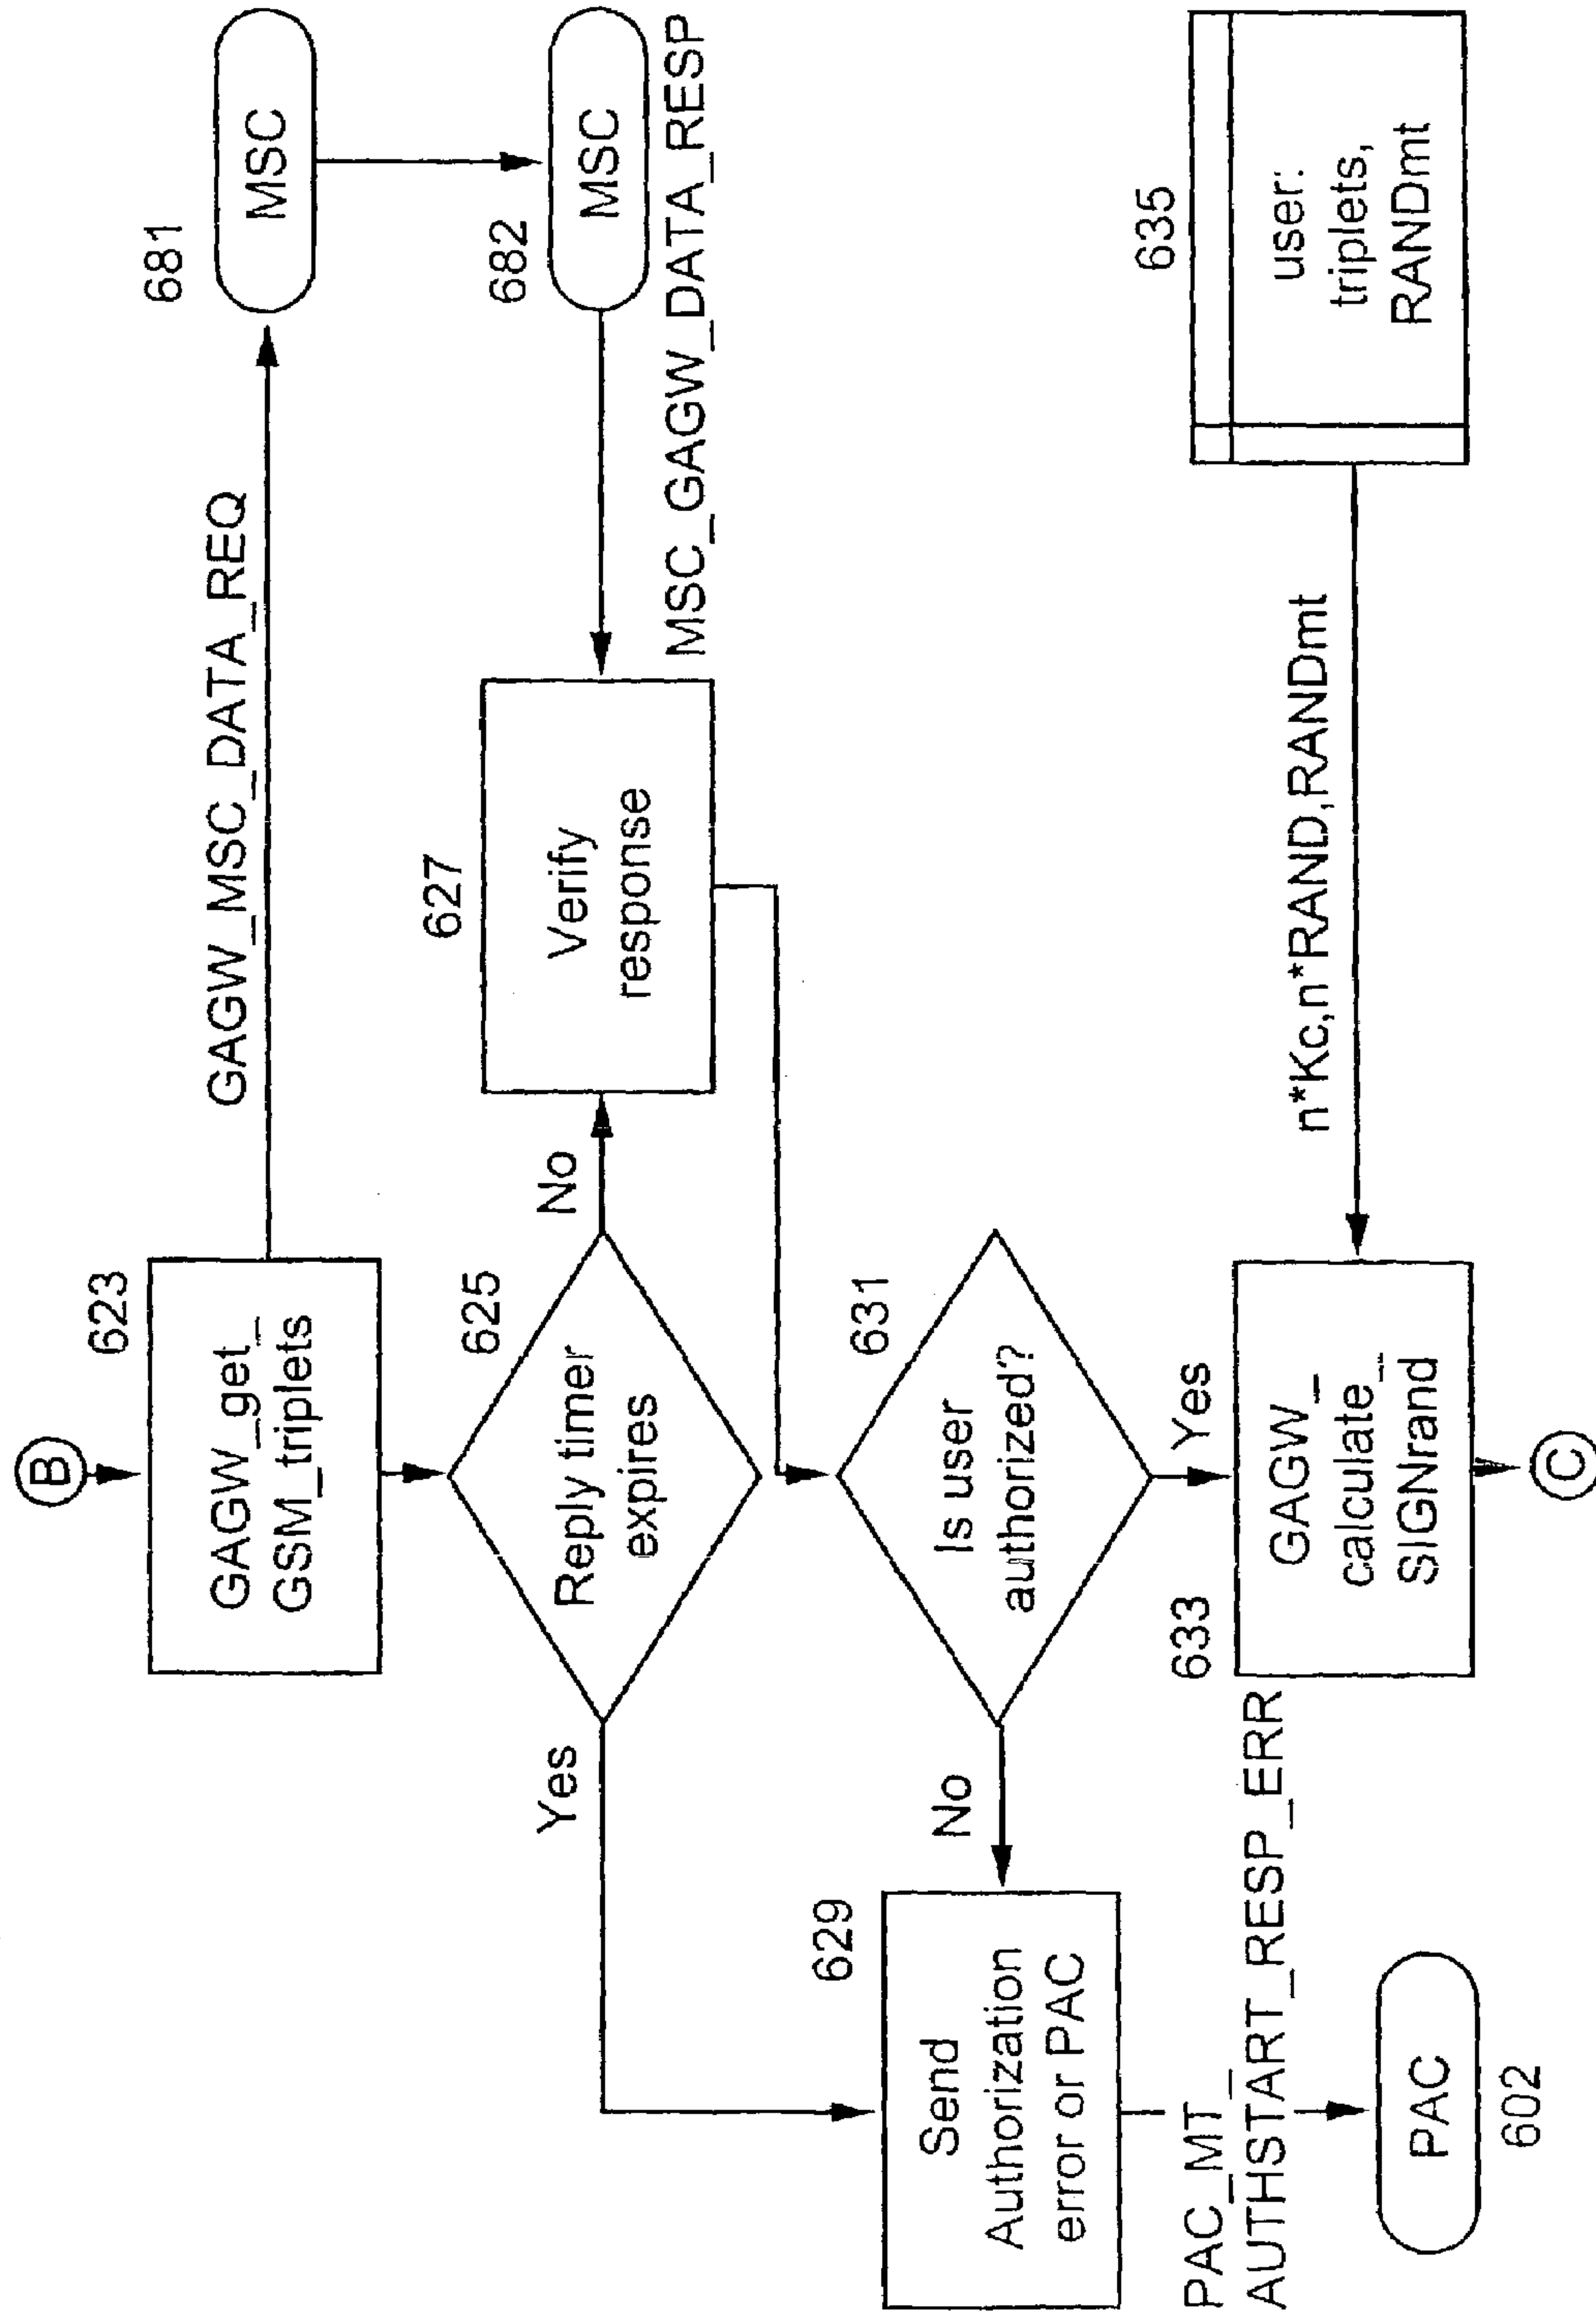 B
623
GAGW_get_
GSM_triplets
GAGW_MSC_DATA_REQ
681
MSC
625
Reply timer
expires
Yes
No
627
Verify
response
682
MSC
MSC_GAGW_DATA_RESP
629
Send
Authorization
error or PAC
No
631
Is user
authorized?
Yes
PAC_MT_
AUTHSTART_RESP_ERR
633
GAGW_
calculate_
SIGNrand
n*Kc,n*RAND,RANDmt
635
user:
triplets,
RANDmt
PAC
602
C